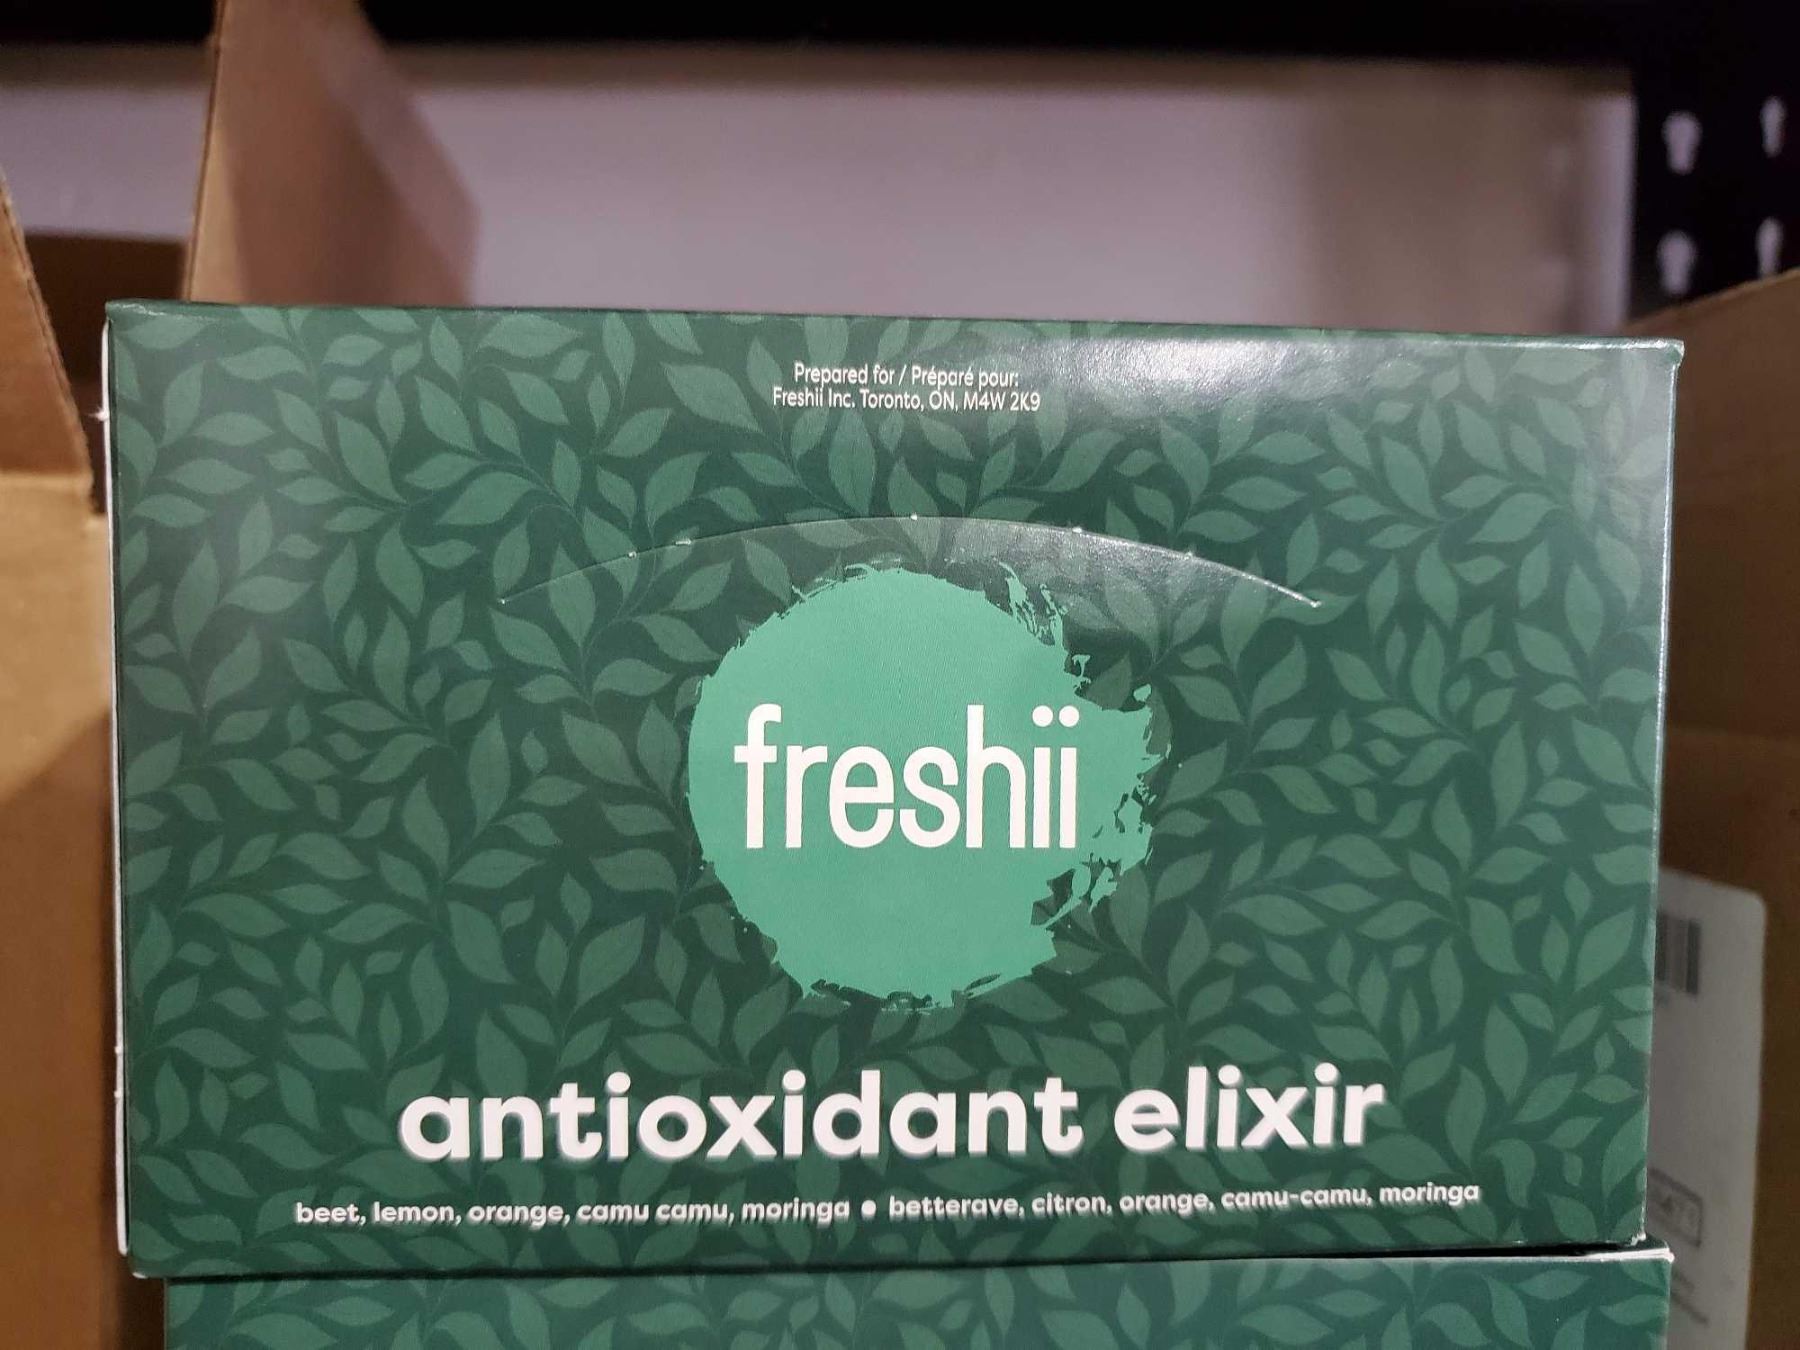 Prepared for / Préparé pour:
Freshii Inc. Toronto, ON, M4W 2K9
freshii
antioxidant elixir
beet, lemon, orange, camu camu, moringa • betterave, citron, orange, camu-camu, moringa